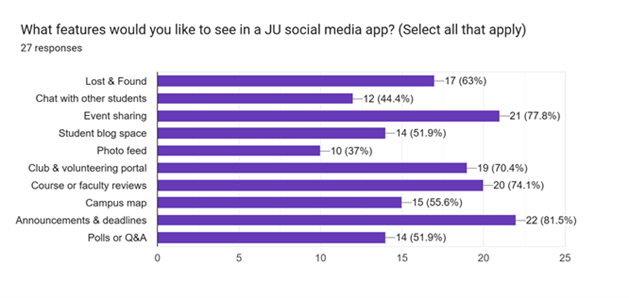 What features would you like to see in a JU social media app? (Select all that apply)
27 responses
Lost & Found 17 (63%)
Chat with other students 12 (44.4%)
Event sharing 21 (77.8%)
Student blog space 14 (51.9%)
Photo feed 10 (37%)
Club & volunteering portal 19 (70.4%)
Course or faculty reviews 20 (74.1%)
Campus map 15 (55.6%)
Announcements & deadlines 22 (81.5%)
Polls or Q&A 14 (51.9%)
0 5 10 15 20 25